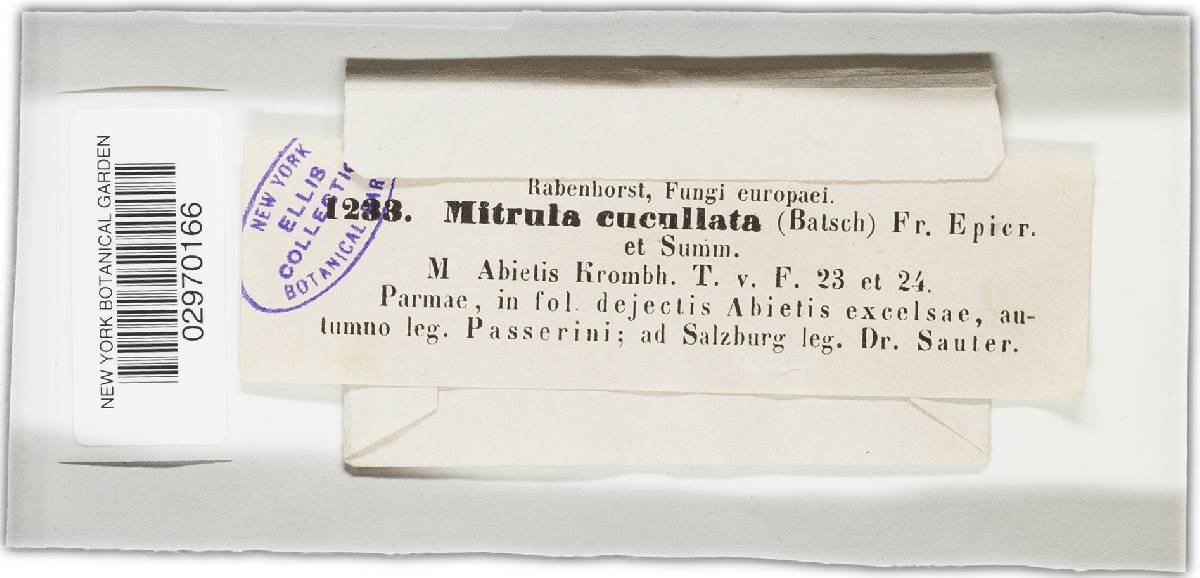 NEW YORK BOTANICAL GARDEN
02970166
NEW YORK
ELLIS
BOTANICAL
Rabenhorst, Fungi europaei.
1233. Mitrula cucullata (Batsch) Fr. Epicr.
et Summ.
M Abietis Krombh. T. v. F. 23 et 24.
Parmae, in fol. dejectis Abietis excelsae, au-
tumno leg. Passerini; ad Salzburg leg. Dr. Sauter.